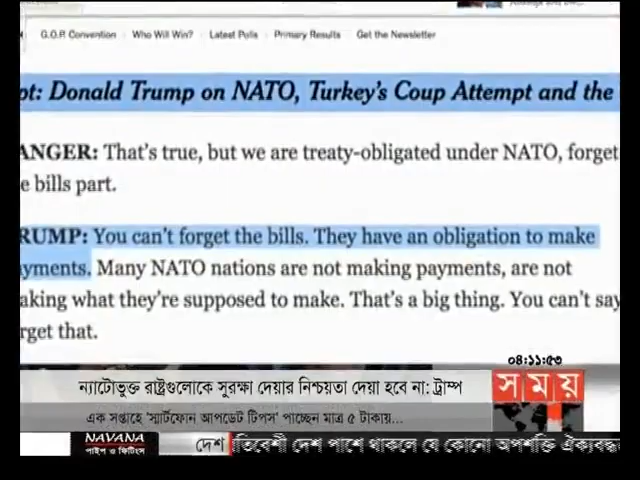 G.O.P. Convention Who Will Win? Latest Polls Primary Results Get the Newsletter
pt: Donald Trump on NATO, Turkey's Coup Attempt and the
ANGER: That's true, but we are treaty-obligated under NATO, forget
e bills part.
RUMP: You can't forget the bills. They have an obligation to make
yments. Many NATO nations are not making payments, are not
aking what they're supposed to make. That's a big thing. You can't say
rget that.
০৪:১১:৫৩
ন্যাটোভুক্ত রাষ্ট্রগুলোকে সুরক্ষা দেয়ার নিশ্চয়তা দেয়া হবে না: ট্রাম্প
সময়
এক সপ্তাহে 'স্মার্টফোন আপডেট টিপস' পাচ্ছেন মাত্র ৫ টাকায়...
NAVANA
পাইপ ও ফিটিংস
দেশ তিবেশী দেশ পাশে থাকলে যে কোনো অপশক্তি ঐক্যবদ্ধ